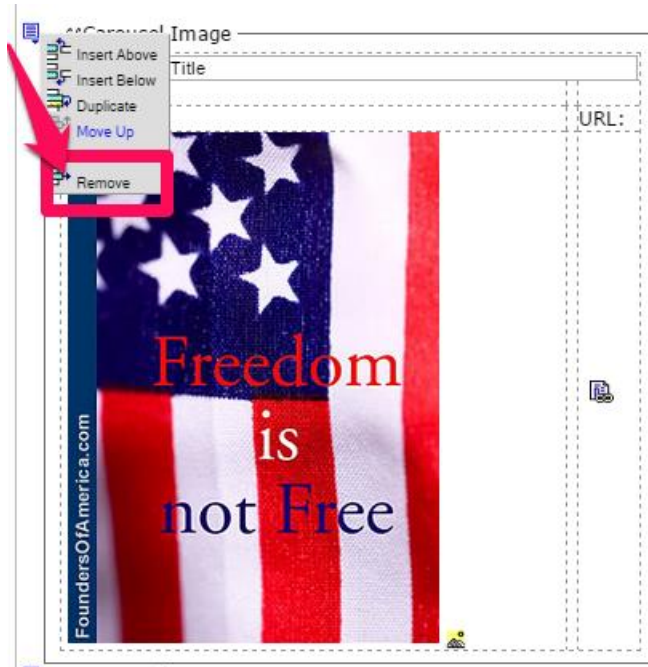 **Carousel Image
Insert Above
Title
Insert Below
Duplicate
Move Up
URL:
Remove
Freedom
is
not Free
FoundersOfAmerica.com